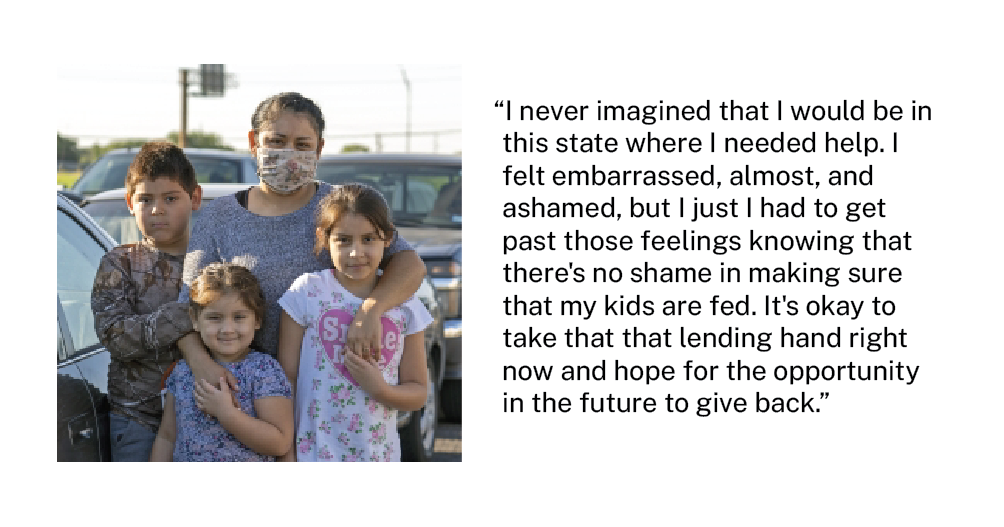 “I never imagined that I would be in
this state where I needed help. I
felt embarrassed, almost, and
ashamed, but I just I had to get
past those feelings knowing that
there's no shame in making sure
that my kids are fed. It's okay to
take that that lending hand right
now and hope for the opportunity
in the future to give back.”